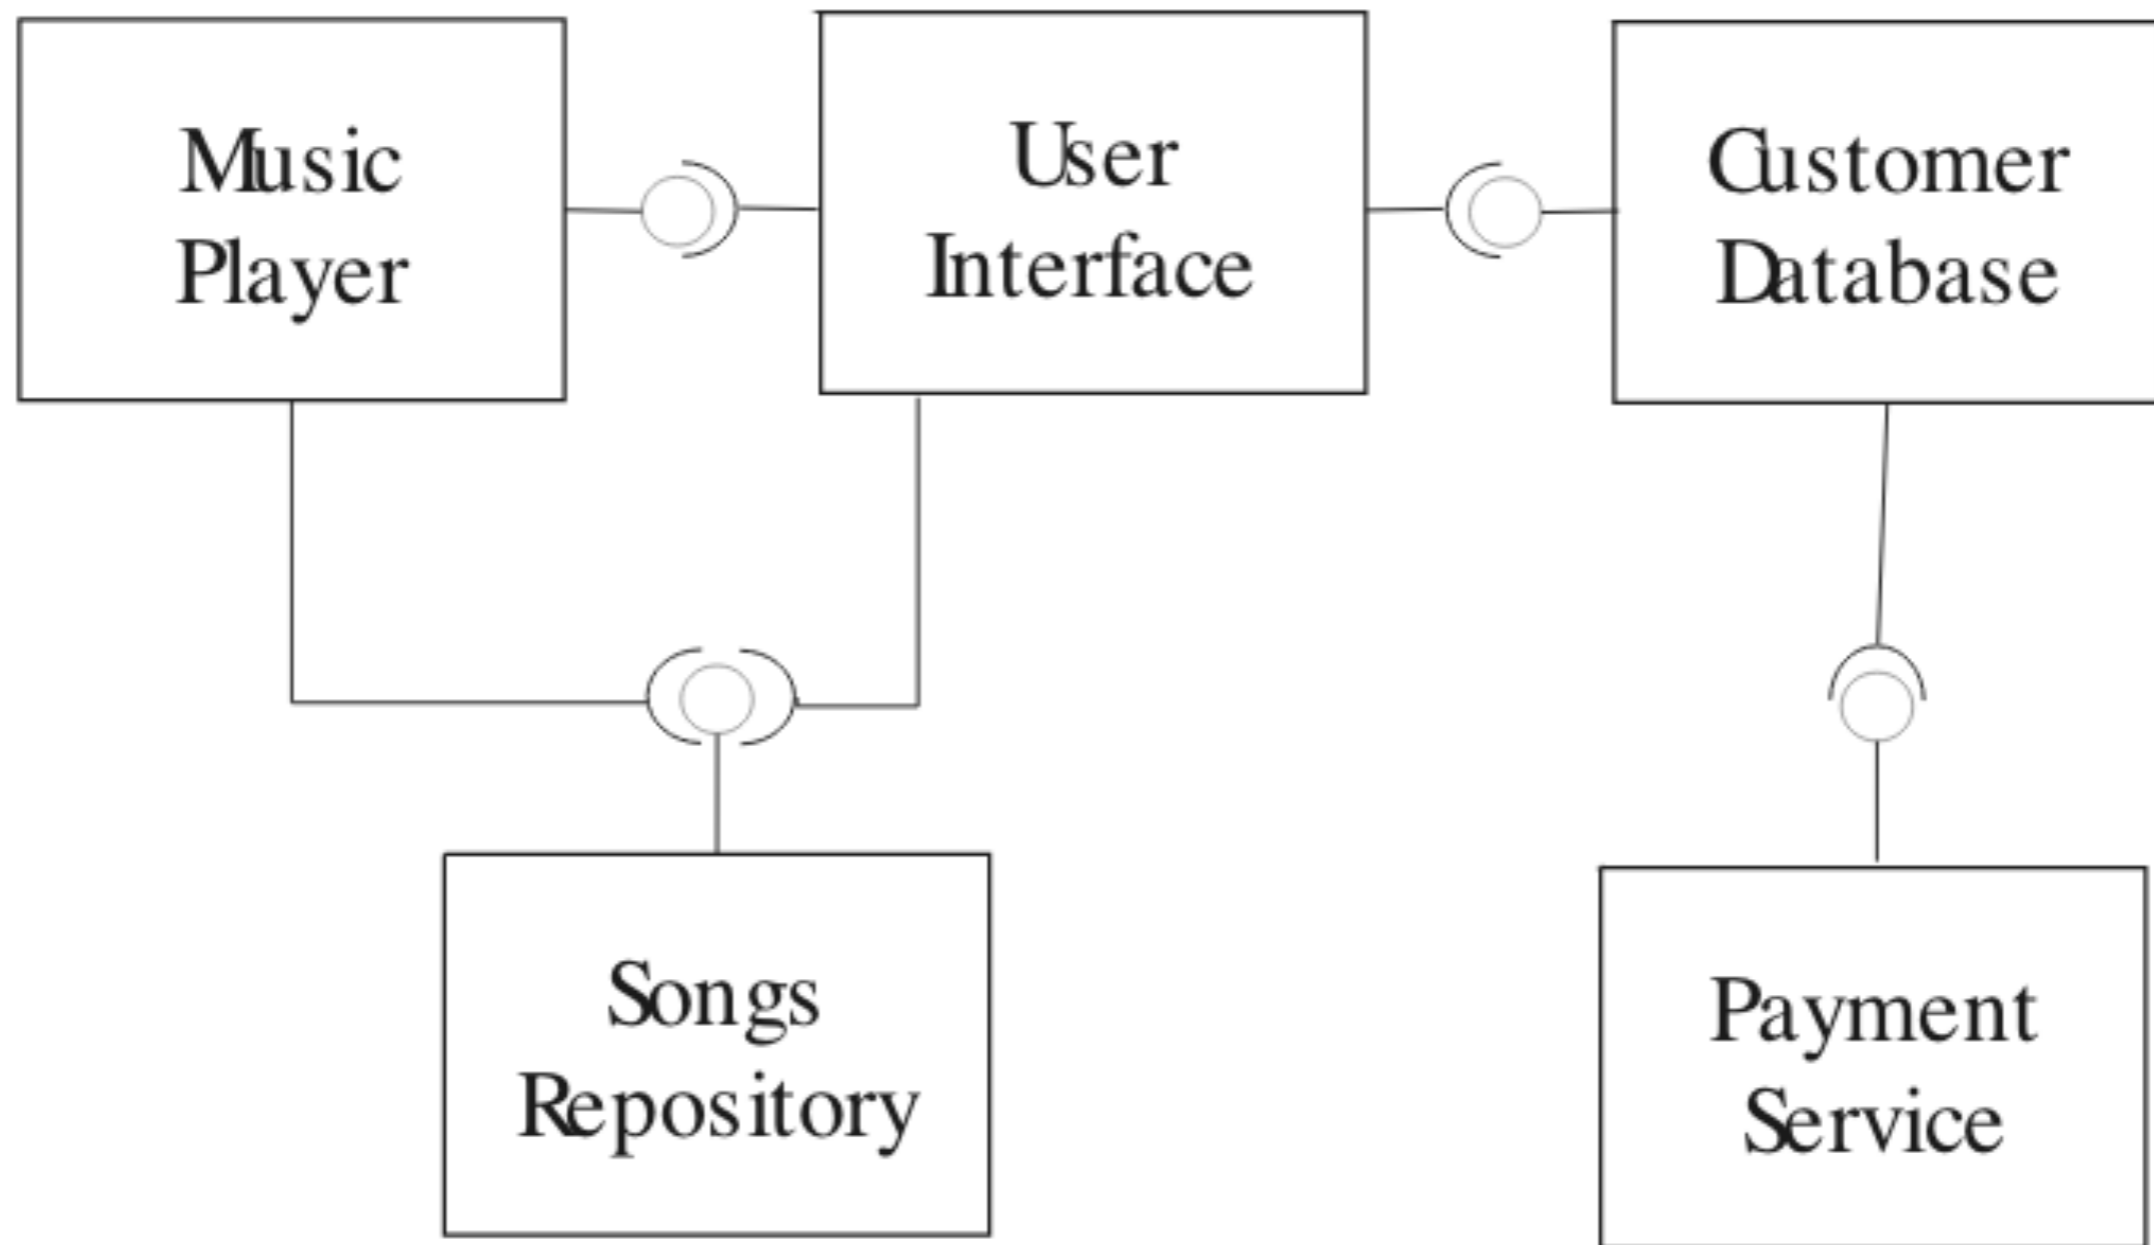 Music
Player
User
Interface
Customer
Database
Songs
Repository
Payment
Service